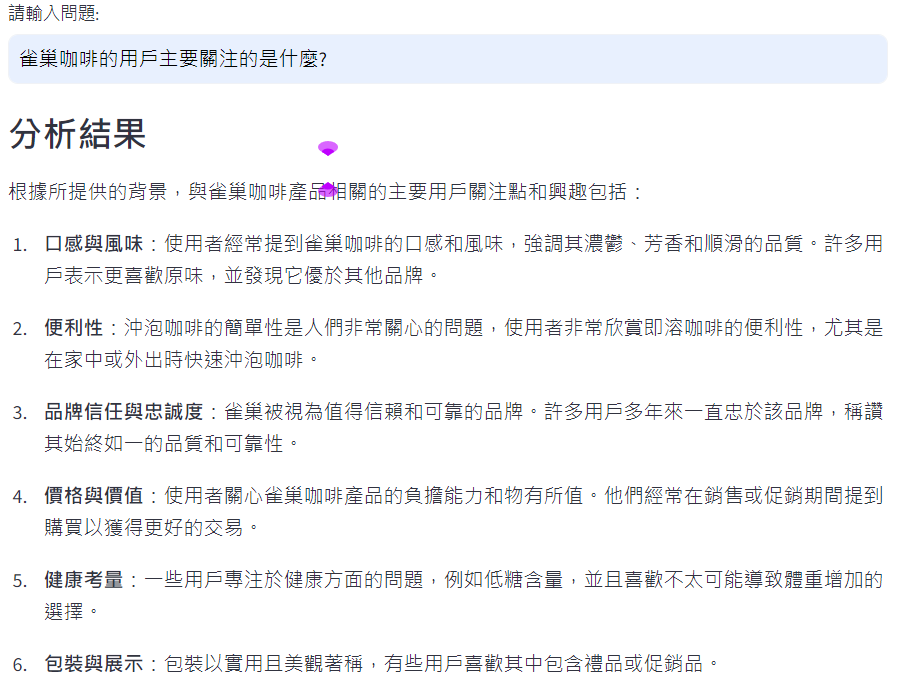 請輸入問題:
雀巢咖啡的用戶主要關注的是什麼?
分析結果
根據所提供的背景，與雀巢咖啡產品相關的主要用戶關注點和興趣包括：
1. 口感與風味：使用者經常提到雀巢咖啡的口感和風味，強調其濃鬱、芳香和順滑的品質。許多用
戶表示更喜歡原味，並發現它優於其他品牌。
2. 便利性：沖泡咖啡的簡單性是人們非常關心的問題，使用者非常欣賞即溶咖啡的便利性，尤其是
在家中或外出時快速沖泡咖啡。
3. 品牌信任與忠誠度：雀巢被視為值得信賴和可靠的品牌。許多用戶多年來一直忠於該品牌，稱讚
其始終如一的品質和可靠性。
4. 價格與價值：使用者關心雀巢咖啡產品的負擔能力和物有所值。他們經常在銷售或促銷期間提到
購買以獲得更好的交易。
5. 健康考量：一些用戶專注於健康方面的問題，例如低糖含量，並且喜歡不太可能導致體重增加的
選擇。
6. 包裝與展示：包裝以實用且美觀著稱，有些用戶喜歡其中包含禮品或促銷品。